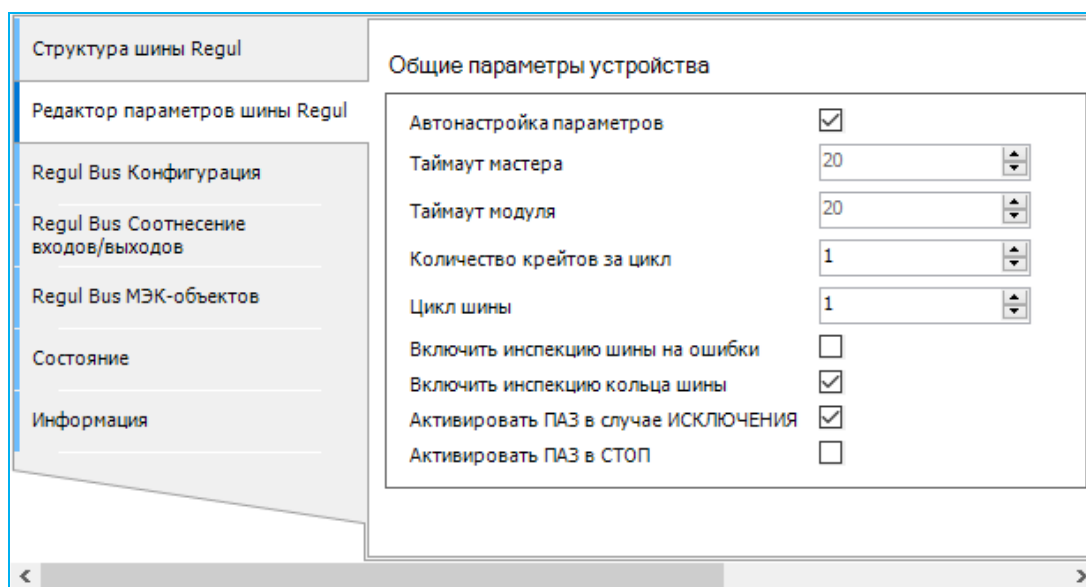 Структура шины Regul
Редактор параметров шины Regul
Regul Bus Конфигурация
Regul Bus Соотнесение
входов/выходов
Regul Bus МЭК-объектов
Состояние
Информация
Общие параметры устройства
Автонастройка параметров
Таймаут мастера 20
Таймаут модуля 20
Количество крейтов за цикл 1
Цикл шины 1
Включить инспекцию шины на ошибки
Включить инспекцию кольца шины
Активировать ПАЗ в случае ИСКЛЮЧЕНИЯ
Активировать ПАЗ в СТОП